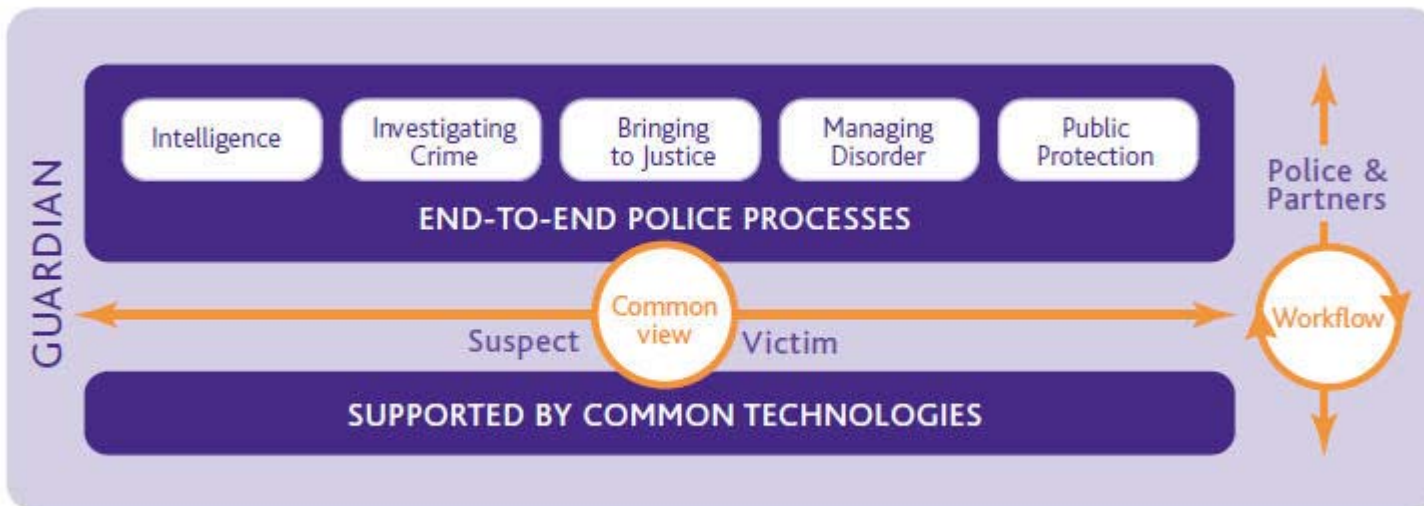 GUARDIAN
Intelligence
Investigating
Crime
Bringing
to Justice
Managing
Disorder
Public
Protection
END-TO-END POLICE PROCESSES
Police &
Partners
Common
view
Suspect
Victim
Workflow
SUPPORTED BY COMMON TECHNOLOGIES